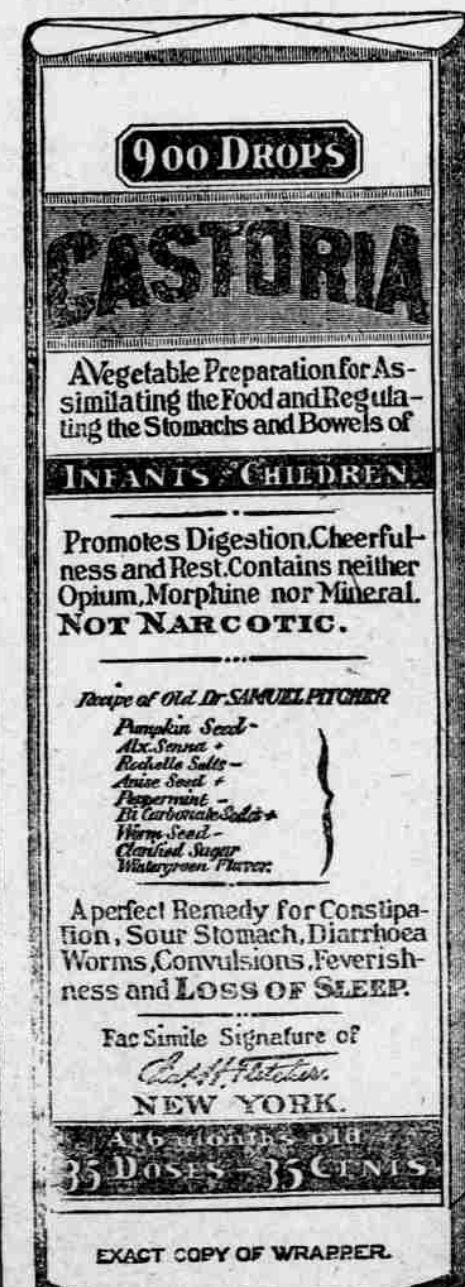 900 DROPS
CASTORIA
A Vegetable Preparation for As-
similating the Food and Regula-
ting the Stomachs and Bowels of
INFANTS & CHILDREN
Promotes Digestion, Cheerful-
ness and Rest. Contains neither
Opium, Morphine nor Mineral.
NOT NARCOTIC.
Recipe of Old Dr SAMUEL PITCHER
Pumpkin Seed -
Alx. Senna +
Rochelle Salts -
Anise Seed +
Peppermint -
Bi Carbonate Soda +
Worm Seed -
Clarified Sugar
Wintergreen Flavor.
A perfect Remedy for Constipa-
tion, Sour Stomach, Diarrhoea
Worms, Convulsions, Feverish-
ness and LOSS OF SLEEP.
Fac Simile Signature of
Chas. H. Fletcher.
NEW YORK.
At 6 months old
35 DOSES - 35 CENTS
EXACT COPY OF WRAPPER.